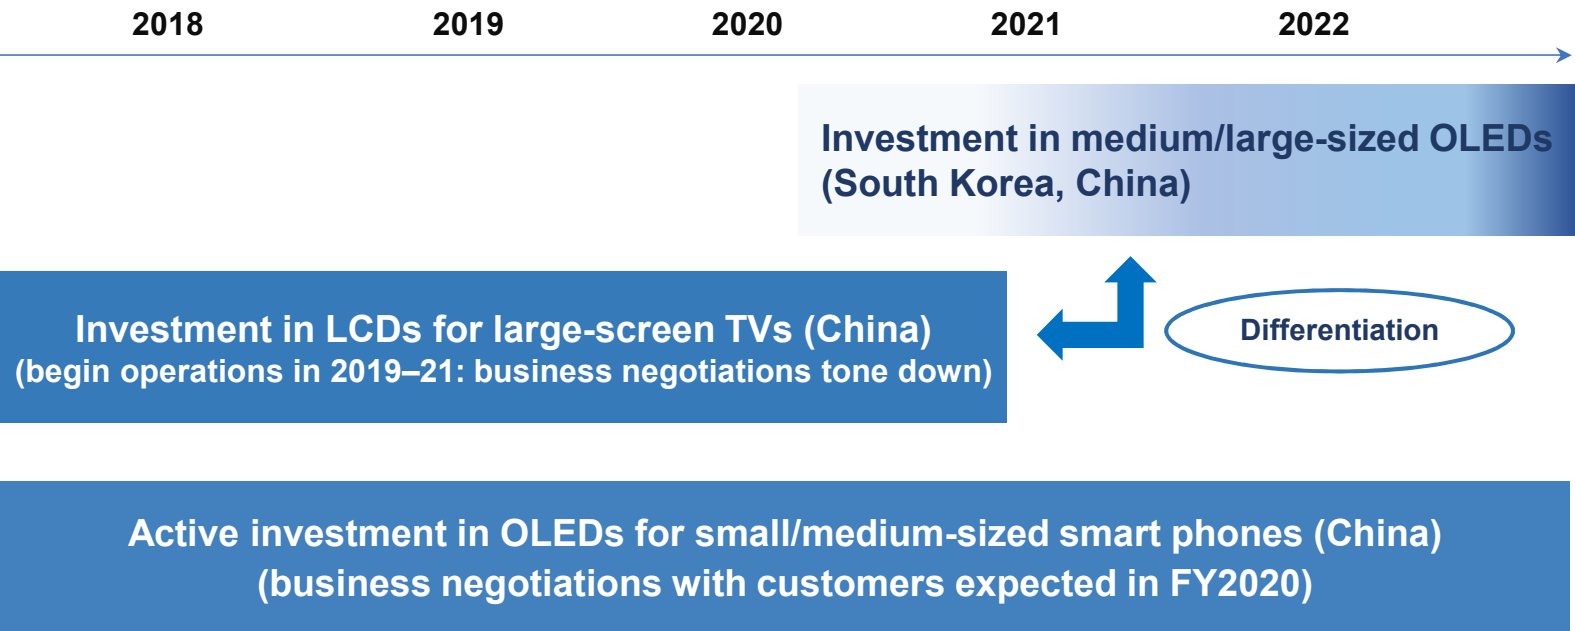 2018 2019 2020 2021 2022
Investment in medium/large-sized OLEDs
(South Korea, China)
Investment in LCDs for large-screen TVs (China)
(begin operations in 2019–21: business negotiations tone down)
Differentiation
Active investment in OLEDs for small/medium-sized smart phones (China)
(business negotiations with customers expected in FY2020)